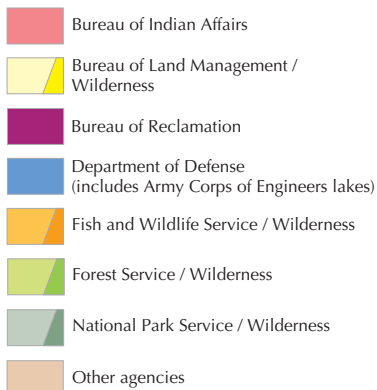 Bureau of Indian Affairs
Bureau of Land Management /
Wilderness
Bureau of Reclamation
Department of Defense
(includes Army Corps of Engineers lakes)
Fish and Wildlife Service / Wilderness
Forest Service / Wilderness
National Park Service / Wilderness
Other agencies